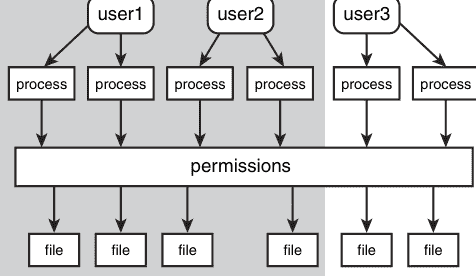 user1 user2 user3
process process process process process process
permissions
file file file file file file